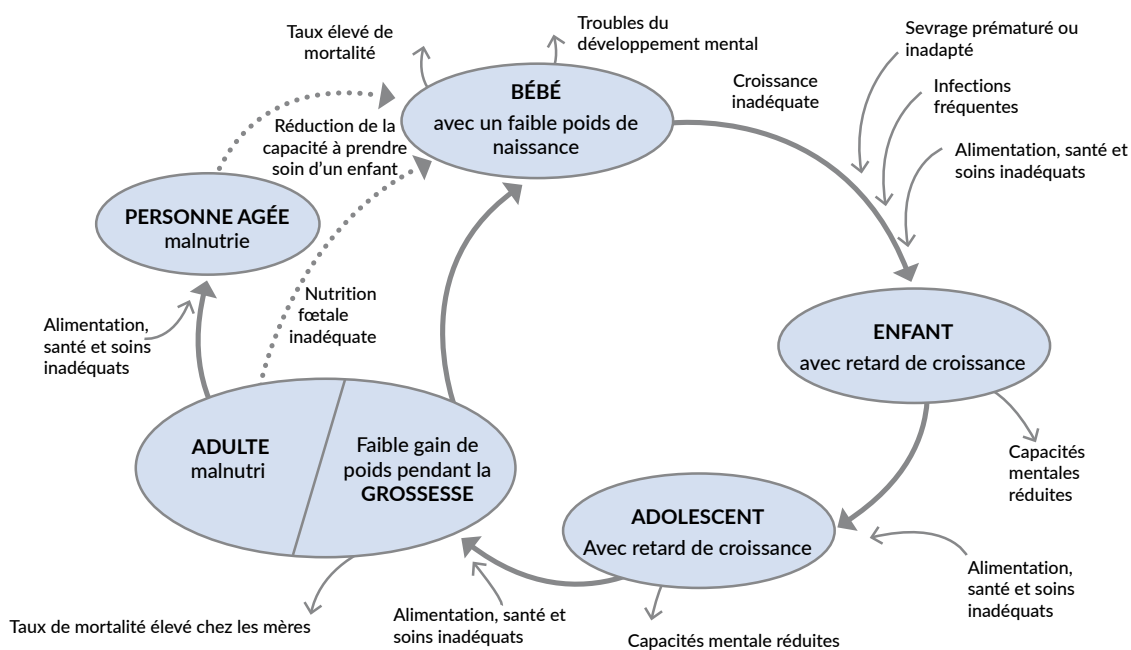 Taux élevé de
mortalité
Troubles du
développement mental
Sevrage prématuré ou
inadapté
BÉBÉ
avec un faible poids de
naissance
Croissance
inadéquate
Infections
fréquentes
Alimentation, santé et
soins inadéquats
Réduction de la
capacité à prendre
soin d'un enfant
PERSONNE AGÉE
malnutrie
Nutrition
fœtale
inadéquate
Alimentation,
santé et soins
inadéquats
ENFANT
avec retard de croissance
ADULTE
malnutri
Faible gain de
poids pendant la
GROSSESSE
Capacités
mentales
réduites
ADOLESCENT
Avec retard de croissance
Alimentation,
santé et soins
inadéquats
Taux de mortalité élevé chez les mères
Alimentation, santé et
soins inadéquats
Capacités mentale réduites